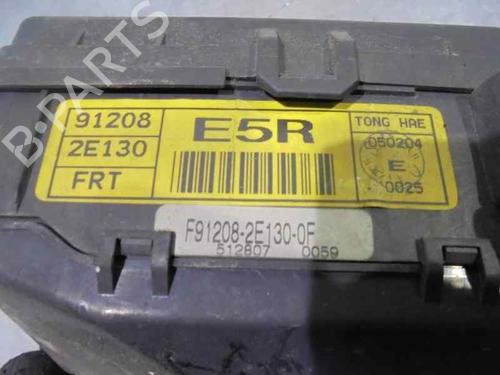 91208
2E130
FRT
E5R
TONG HAE
050204
E
0025
F91208-2E130-0F
512807 0059
B-PARTS